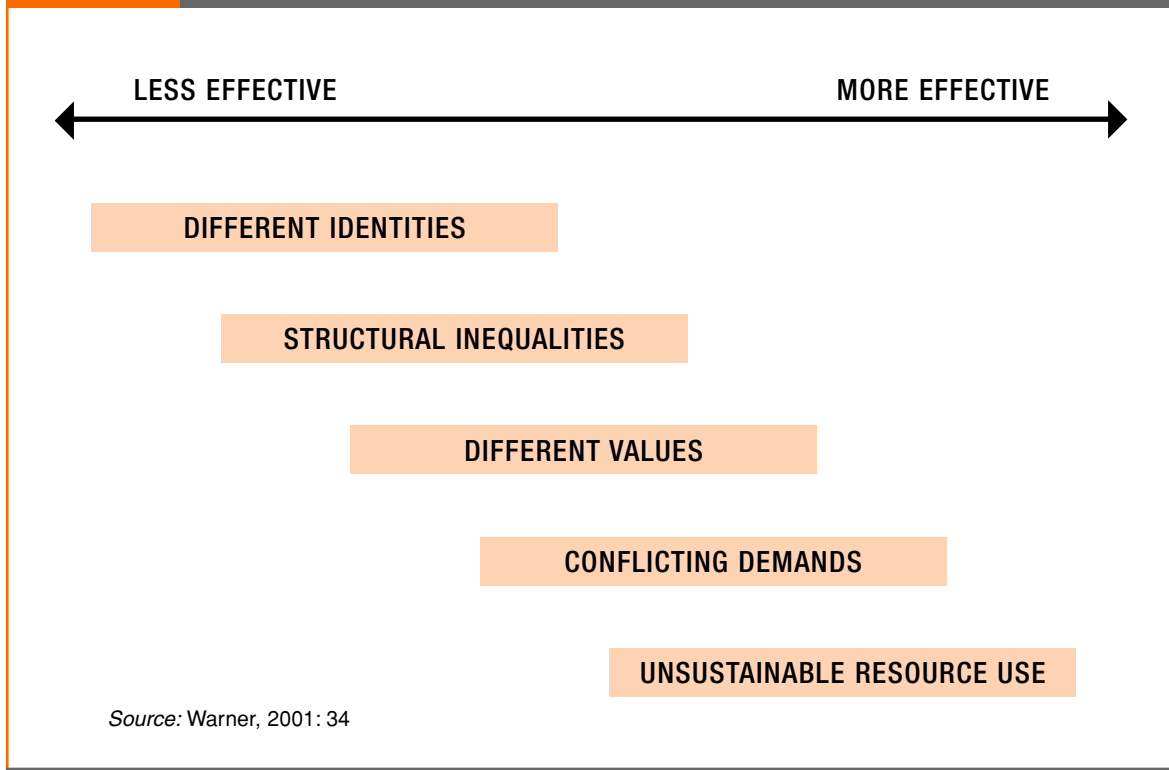 LESS EFFECTIVE
MORE EFFECTIVE
DIFFERENT IDENTITIES
STRUCTURAL INEQUALITIES
DIFFERENT VALUES
CONFLICTING DEMANDS
UNSUSTAINABLE RESOURCE USE
Source: Warner, 2001: 34